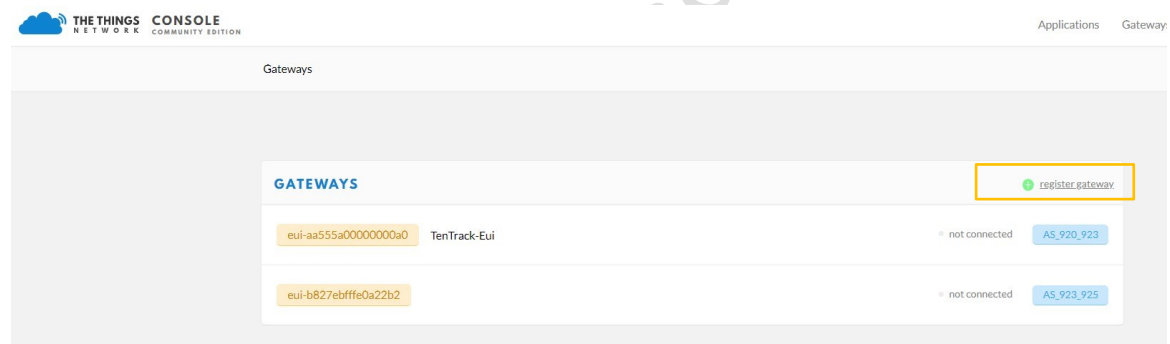 THE THINGS NETWORK CONSOLE COMMUNITY EDITION
Applications Gateways
Gateways
GATEWAYS register gateway
eui-aa555a00000000a0 TenTrack-Eui not connected AS_920_923
eui-b827ebfffe0a22b2 not connected AS_923_925